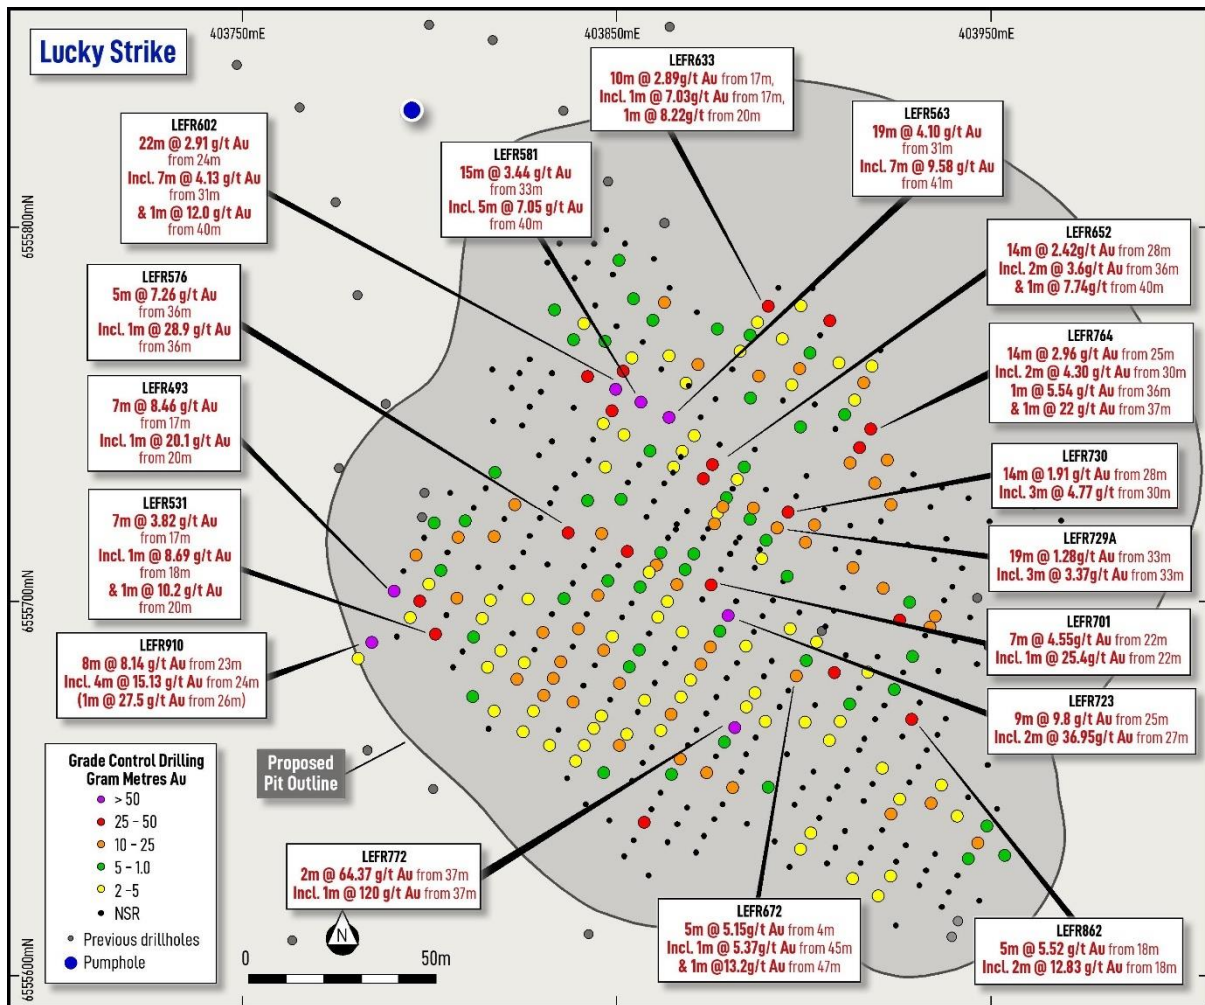 403750mE
403850mE
403950mE
Lucky Strike
LEFR633
10m @ 2.89g/t Au from 17m,
Incl. 1m @ 7.03g/t Au from 17m,
1m @ 8.22g/t from 20m
LEFR602
22m @ 2.91 g/t Au
from 24m
Incl. 7m @ 4.13 g/t Au
from 31m
& 1m @ 12.0 g/t Au
from 40m
LEFR581
15m @ 3.44 g/t Au
from 33m
Incl. 5m @ 7.05 g/t Au
from 40m
LEFR563
19m @ 4.10 g/t Au
from 31m
Incl. 7m @ 9.58 g/t Au
from 41m
6555800mN
LEFR652
14m @ 2.42g/t Au from 28m
Incl. 2m @ 3.6g/t Au from 36m
& 1m @ 7.74g/t from 40m
LEFR576
5m @ 7.26 g/t Au
from 36m
Incl. 1m @ 28.9 g/t Au
from 36m
LEFR764
14m @ 2.96 g/t Au from 25m
Incl. 2m @ 4.30 g/t Au from 30m
1m @ 5.54 g/t Au from 36m
& 1m @ 22 g/t Au from 37m
LEFR493
7m @ 8.46 g/t Au
from 17m
Incl. 1m @ 20.1 g/t Au
from 20m
LEFR730
14m @ 1.91 g/t Au from 28m
Incl. 3m @ 4.77 g/t from 30m
LEFR531
7m @ 3.82 g/t Au
from 17m
Incl. 1m @ 8.69 g/t Au
from 18m
& 1m @ 10.2 g/t Au
from 20m
LEFR729A
19m @ 1.28g/t Au from 33m
Incl. 3m @ 3.37g/t Au from 33m
6555700mN
LEFR701
7m @ 4.55g/t Au from 22m
Incl. 1m @ 25.4g/t Au from 22m
LEFR910
8m @ 8.14 g/t Au from 23m
Incl. 4m @ 15.13 g/t Au from 24m
(1m @ 27.5 g/t Au from 26m)
LEFR723
9m @ 9.8 g/t Au from 25m
Incl. 2m @ 36.95g/t Au from 27m
Proposed
Pit Outline
Grade Control Drilling
Gram Metres Au
> 50
25 - 50
10 - 25
5 - 1.0
2 - 5
NSR
Previous drillholes
Pumphole
LEFR772
2m @ 64.37 g/t Au from 37m
Incl. 1m @ 120 g/t Au from 37m
LEFR672
5m @ 5.15g/t Au from 4m
Incl. 1m @ 5.37g/t Au from 45m
& 1m @13.2g/t Au from 47m
LEFR862
5m @ 5.52 g/t Au from 18m
Incl. 2m @ 12.83 g/t Au from 18m
N
0
50m
6555600mN